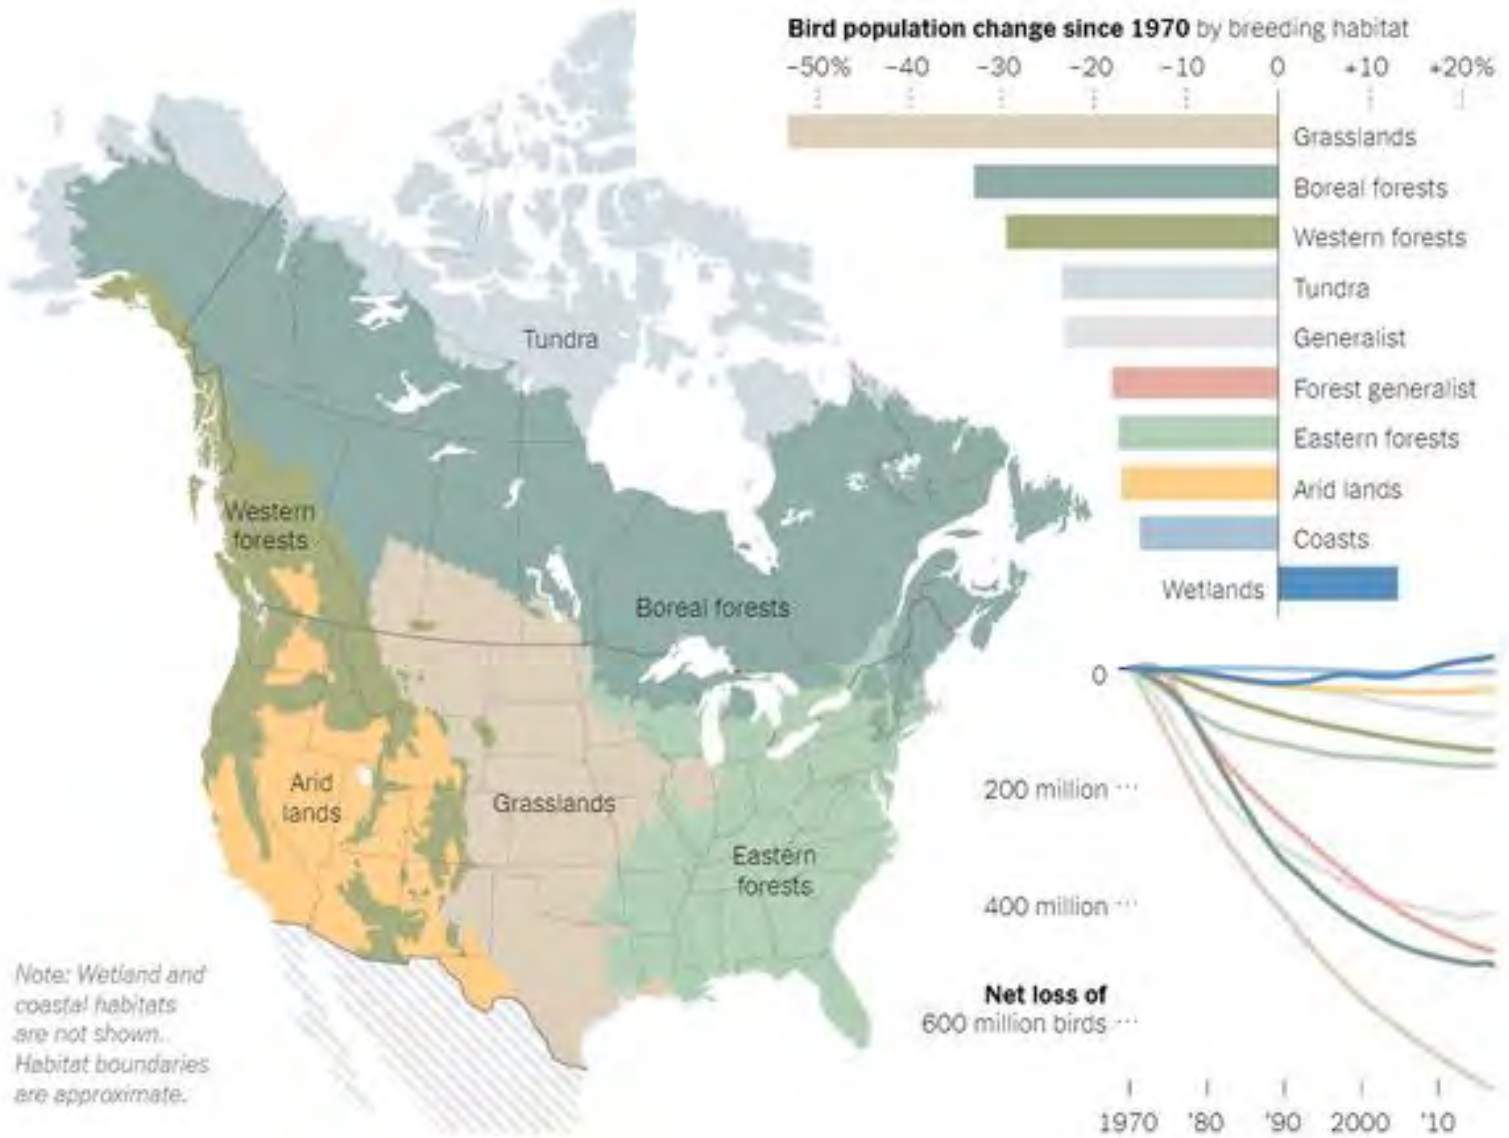 Bird population change since 1970 by breeding habitat
−50% −40 −30 −20 −10 0 +10 +20%
Grasslands
Boreal forests
Western forests
Tundra
Generalist
Forest generalist
Eastern forests
Arid lands
Coasts
Wetlands
Tundra
Western
forests
Boreal forests
Arid
lands
Grasslands
Eastern
forests
Note: Wetland and
coastal habitats
are not shown.
Habitat boundaries
are approximate.
0
200 million
400 million
Net loss of
600 million birds
1970 '80 '90 2000 '10